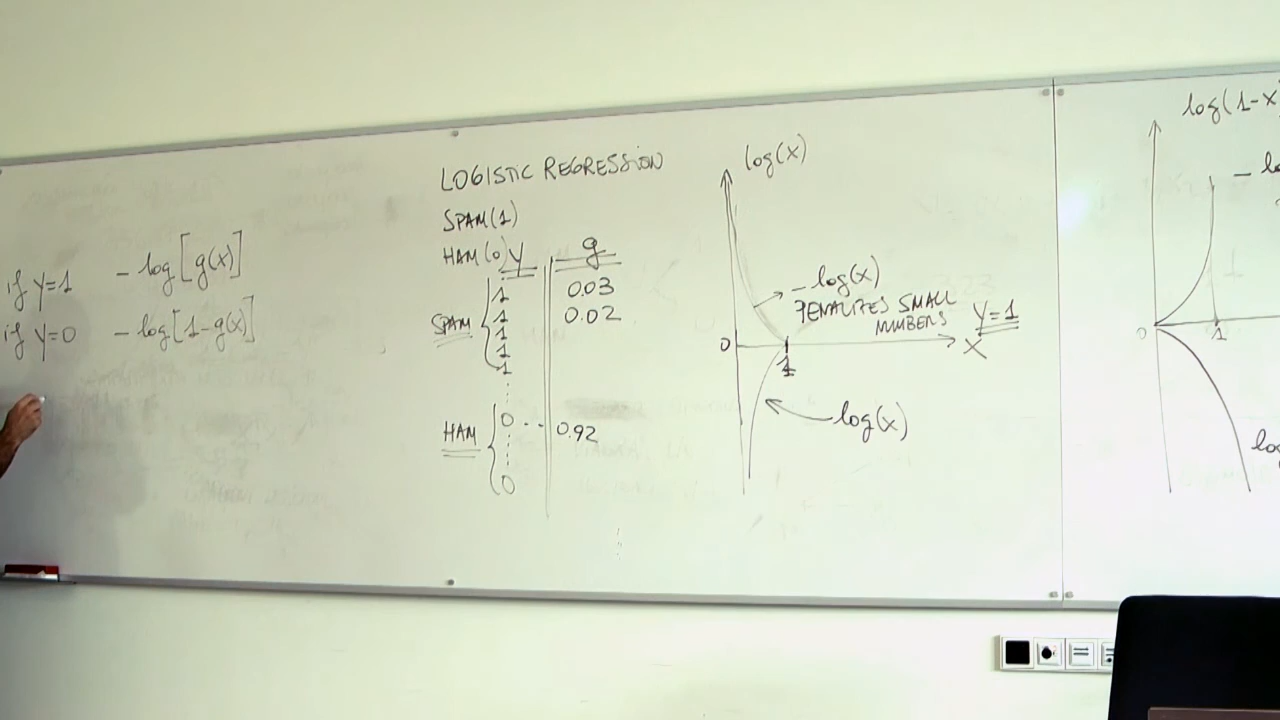 if y=1 -log[g(x)]
if y=0 -log[1-g(x)]
LOGISTIC REGRESSION
SPAM(1)
HAM(0) y g
1 0.03
1 0.02
SPAM 1
1
1
HAM 0 .. 0.92
0
log(x)
-log(x)
PENALIZES SMALL
NUMBERS y=1
0 1 x
log(x)
log(1-x
- lo
0 1
log